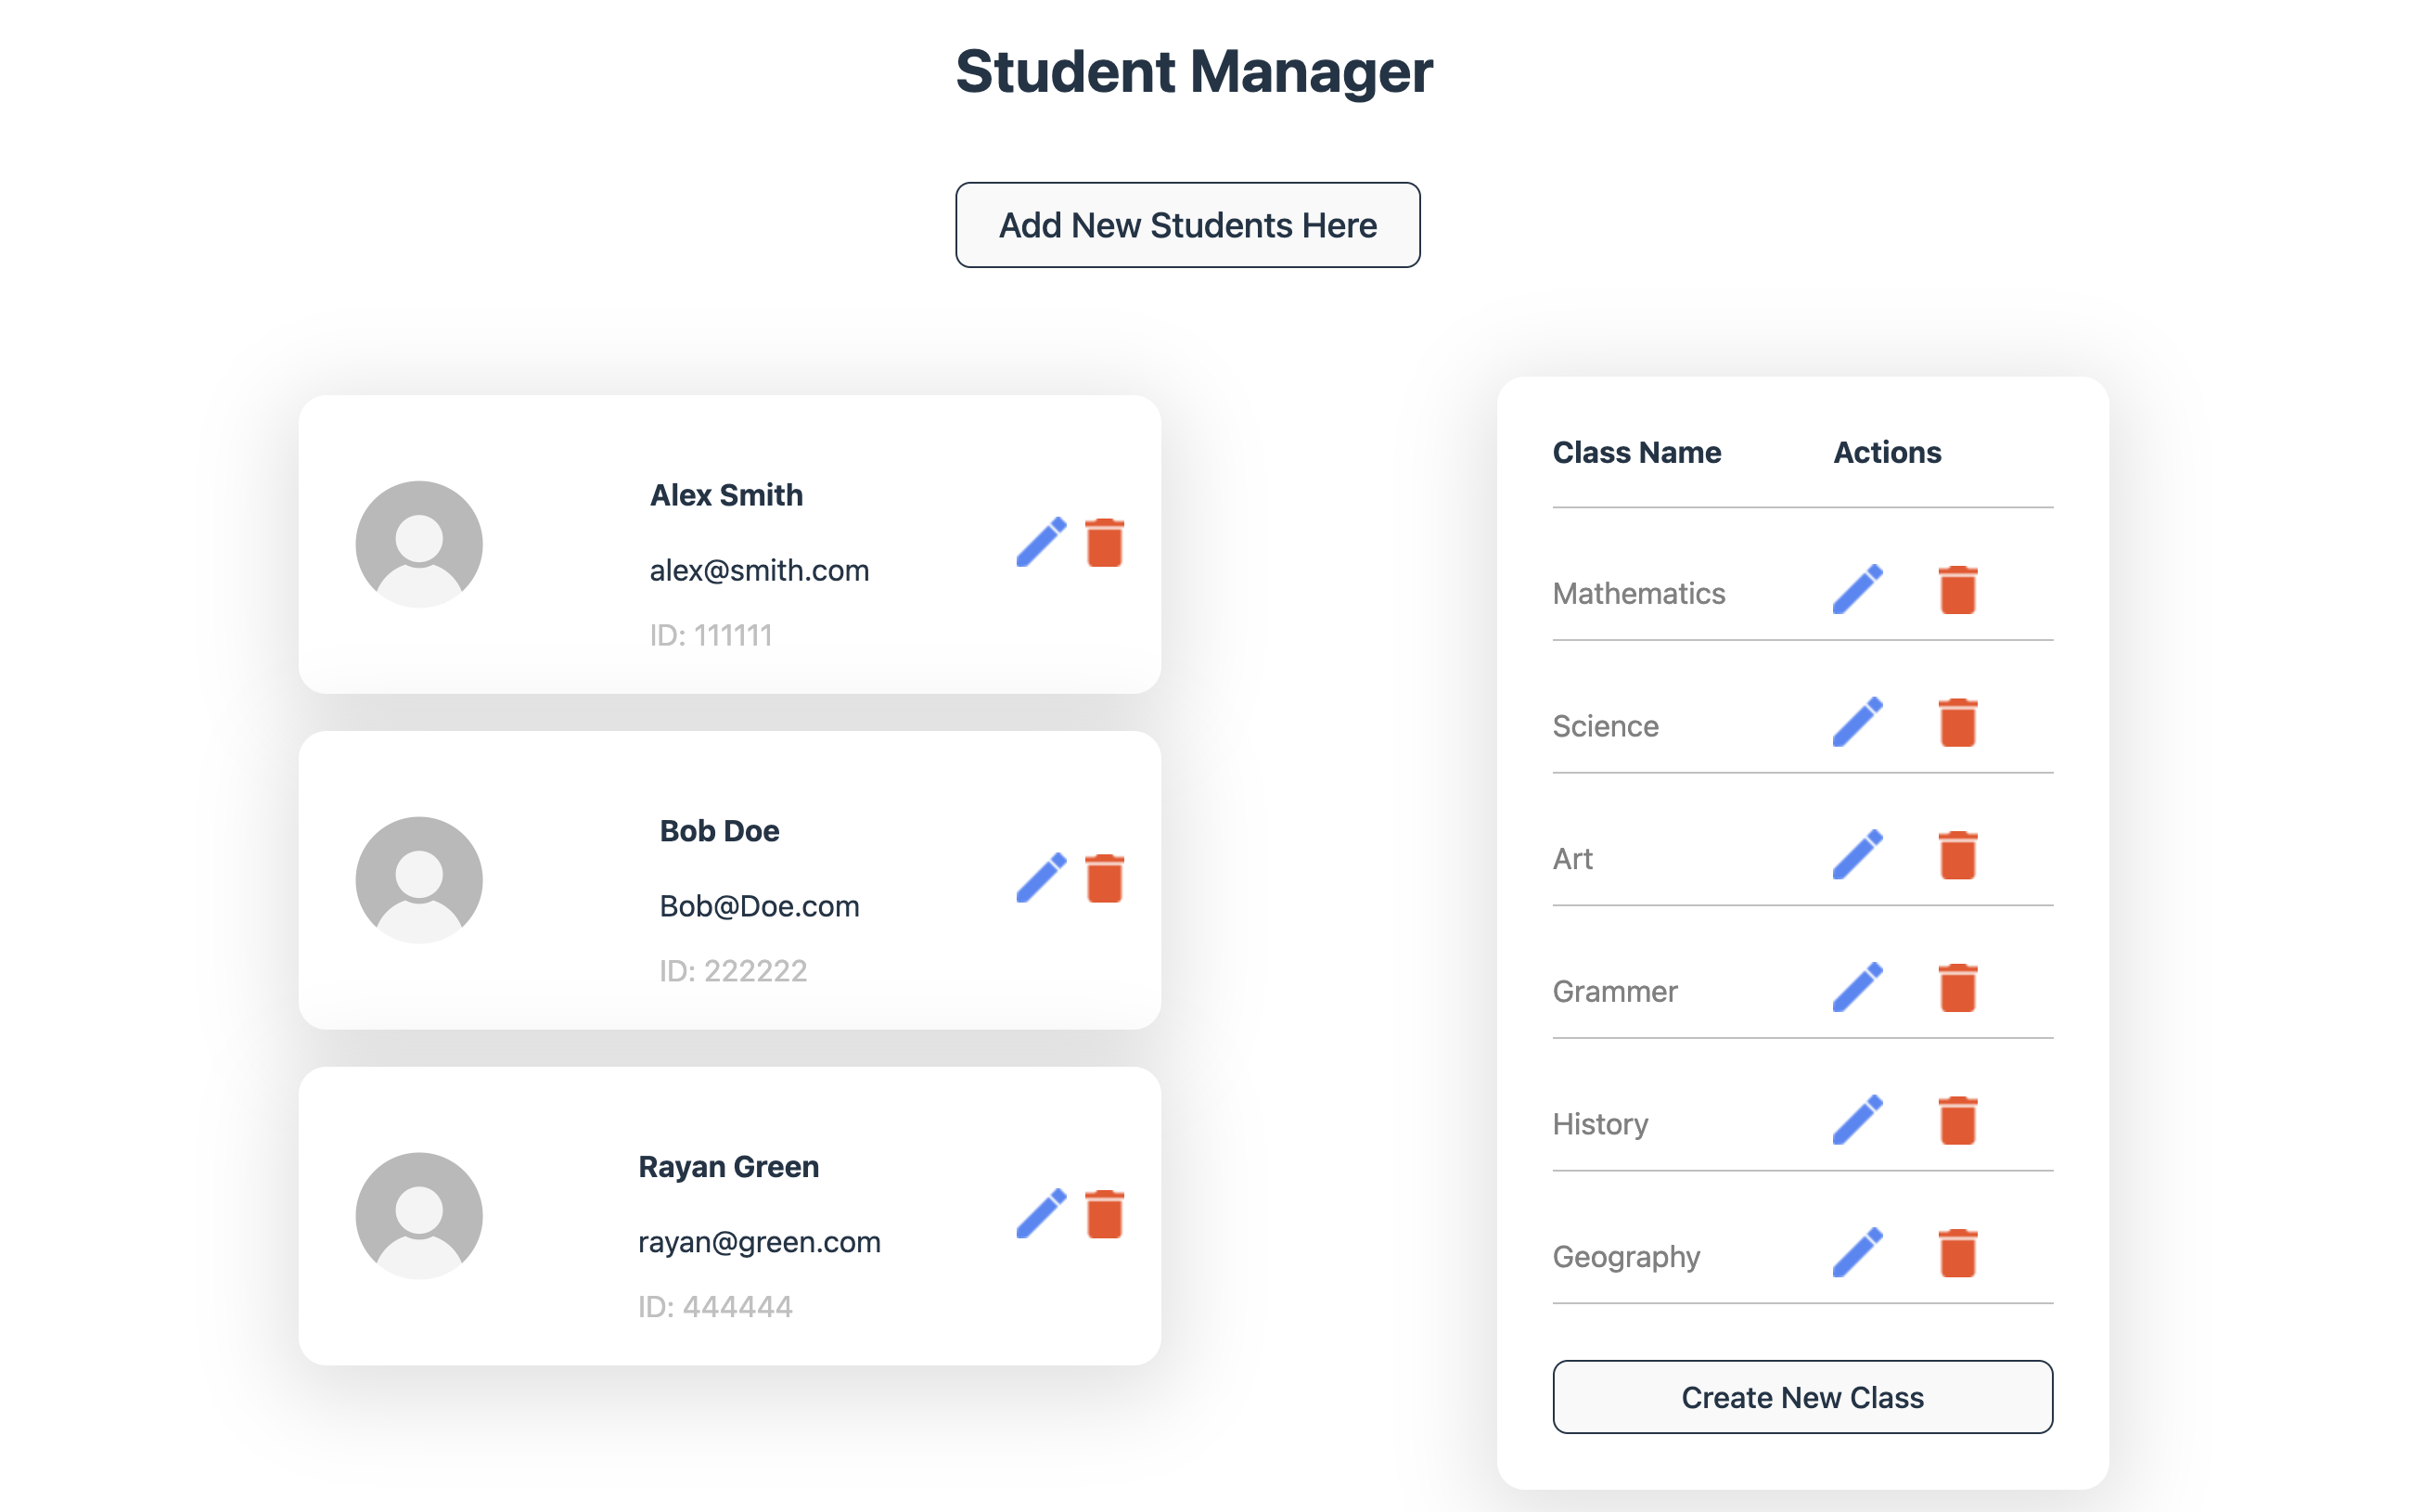 Student Manager
Add New Students Here
Alex Smith
alex@smith.com
ID: 111111
Bob Doe
Bob@Doe.com
ID: 222222
Rayan Green
rayan@green.com
ID: 444444
Class Name Actions
Mathematics
Science
Art
Grammer
History
Geography
Create New Class